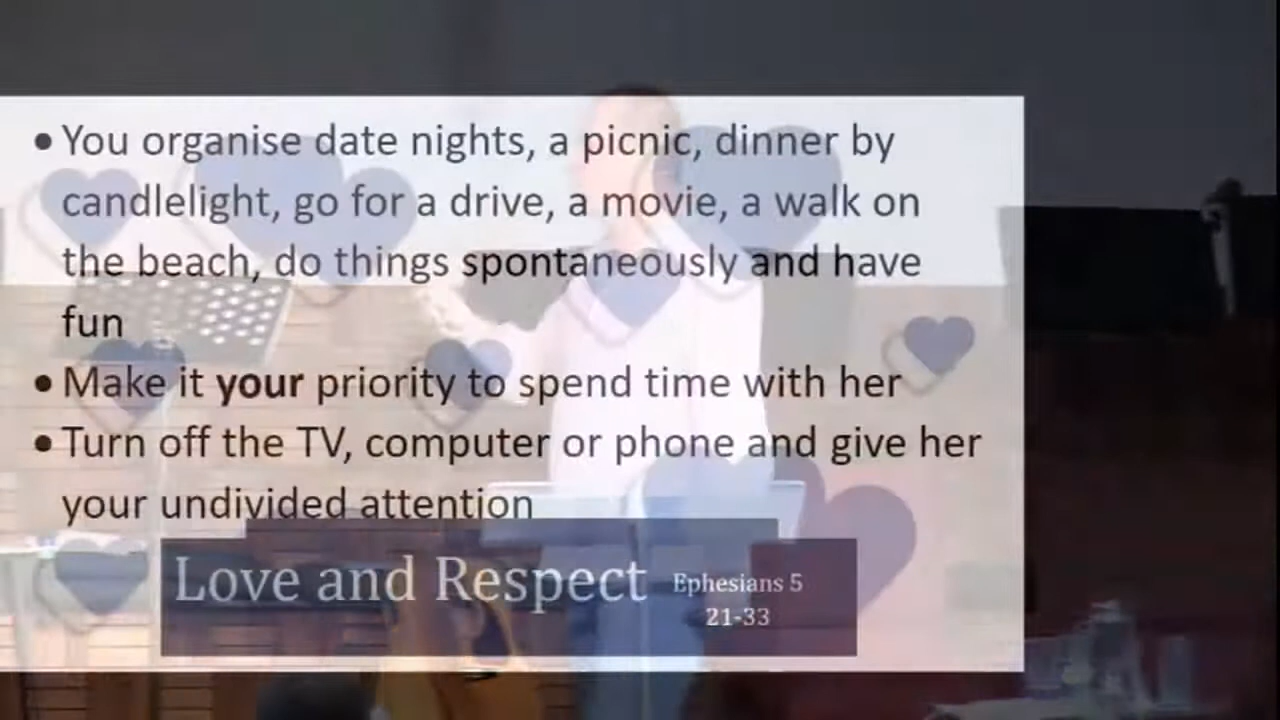 • You organise date nights, a picnic, dinner by
candlelight, go for a drive, a movie, a walk on
the beach, do things spontaneously and have
fun
• Make it your priority to spend time with her
• Turn off the TV, computer or phone and give her
your undivided attention
Love and Respect Ephesians 5
21-33